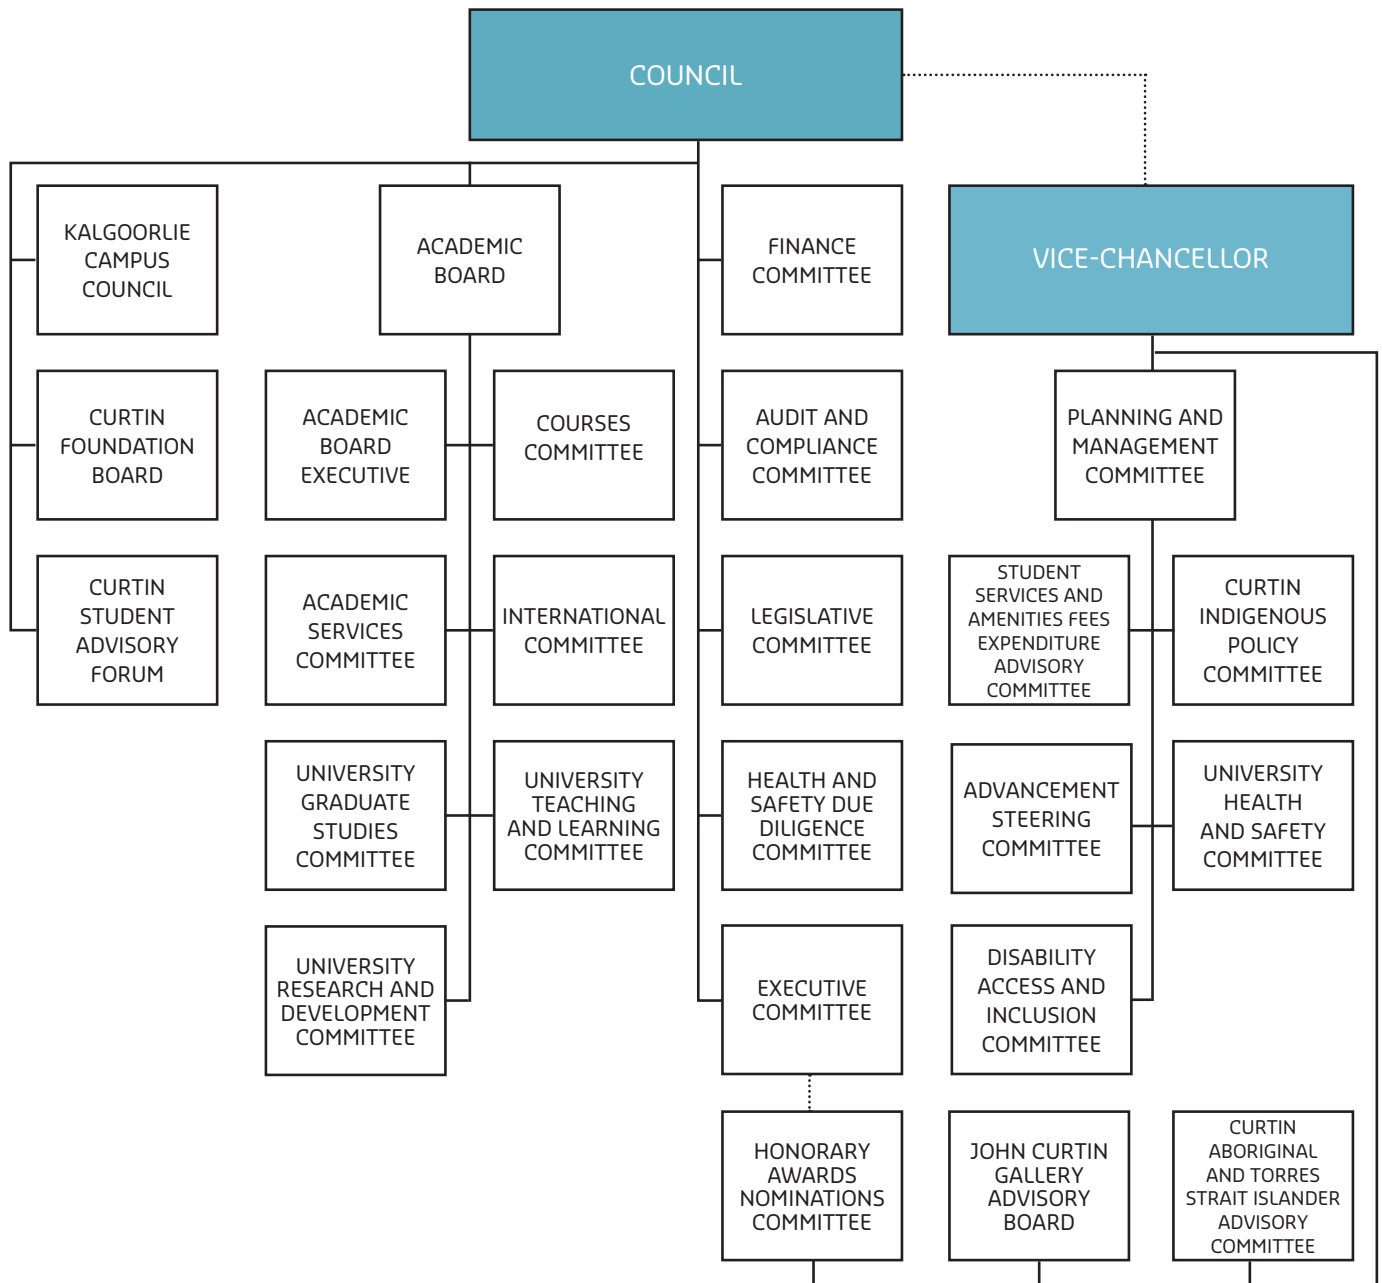 COUNCIL
KALGOORLIE
CAMPUS
COUNCIL
ACADEMIC
BOARD
FINANCE
COMMITTEE
VICE-CHANCELLOR
CURTIN
FOUNDATION
BOARD
ACADEMIC
BOARD
EXECUTIVE
COURSES
COMMITTEE
AUDIT AND
COMPLIANCE
COMMITTEE
PLANNING AND
MANAGEMENT
COMMITTEE
CURTIN
STUDENT
ADVISORY
FORUM
ACADEMIC
SERVICES
COMMITTEE
INTERNATIONAL
COMMITTEE
LEGISLATIVE
COMMITTEE
STUDENT
SERVICES AND
AMENITIES FEES
EXPENDITURE
ADVISORY
COMMITTEE
CURTIN
INDIGENOUS
POLICY
COMMITTEE
UNIVERSITY
GRADUATE
STUDIES
COMMITTEE
UNIVERSITY
TEACHING
AND LEARNING
COMMITTEE
HEALTH AND
SAFETY DUE
DILIGENCE
COMMITTEE
ADVANCEMENT
STEERING
COMMITTEE
UNIVERSITY
HEALTH
AND SAFETY
COMMITTEE
UNIVERSITY
RESEARCH AND
DEVELOPMENT
COMMITTEE
EXECUTIVE
COMMITTEE
DISABILITY
ACCESS AND
INCLUSION
COMMITTEE
HONORARY
AWARDS
NOMINATIONS
COMMITTEE
JOHN CURTIN
GALLERY
ADVISORY
BOARD
CURTIN
ABORIGINAL
AND TORRES
STRAIT ISLANDER
ADVISORY
COMMITTEE